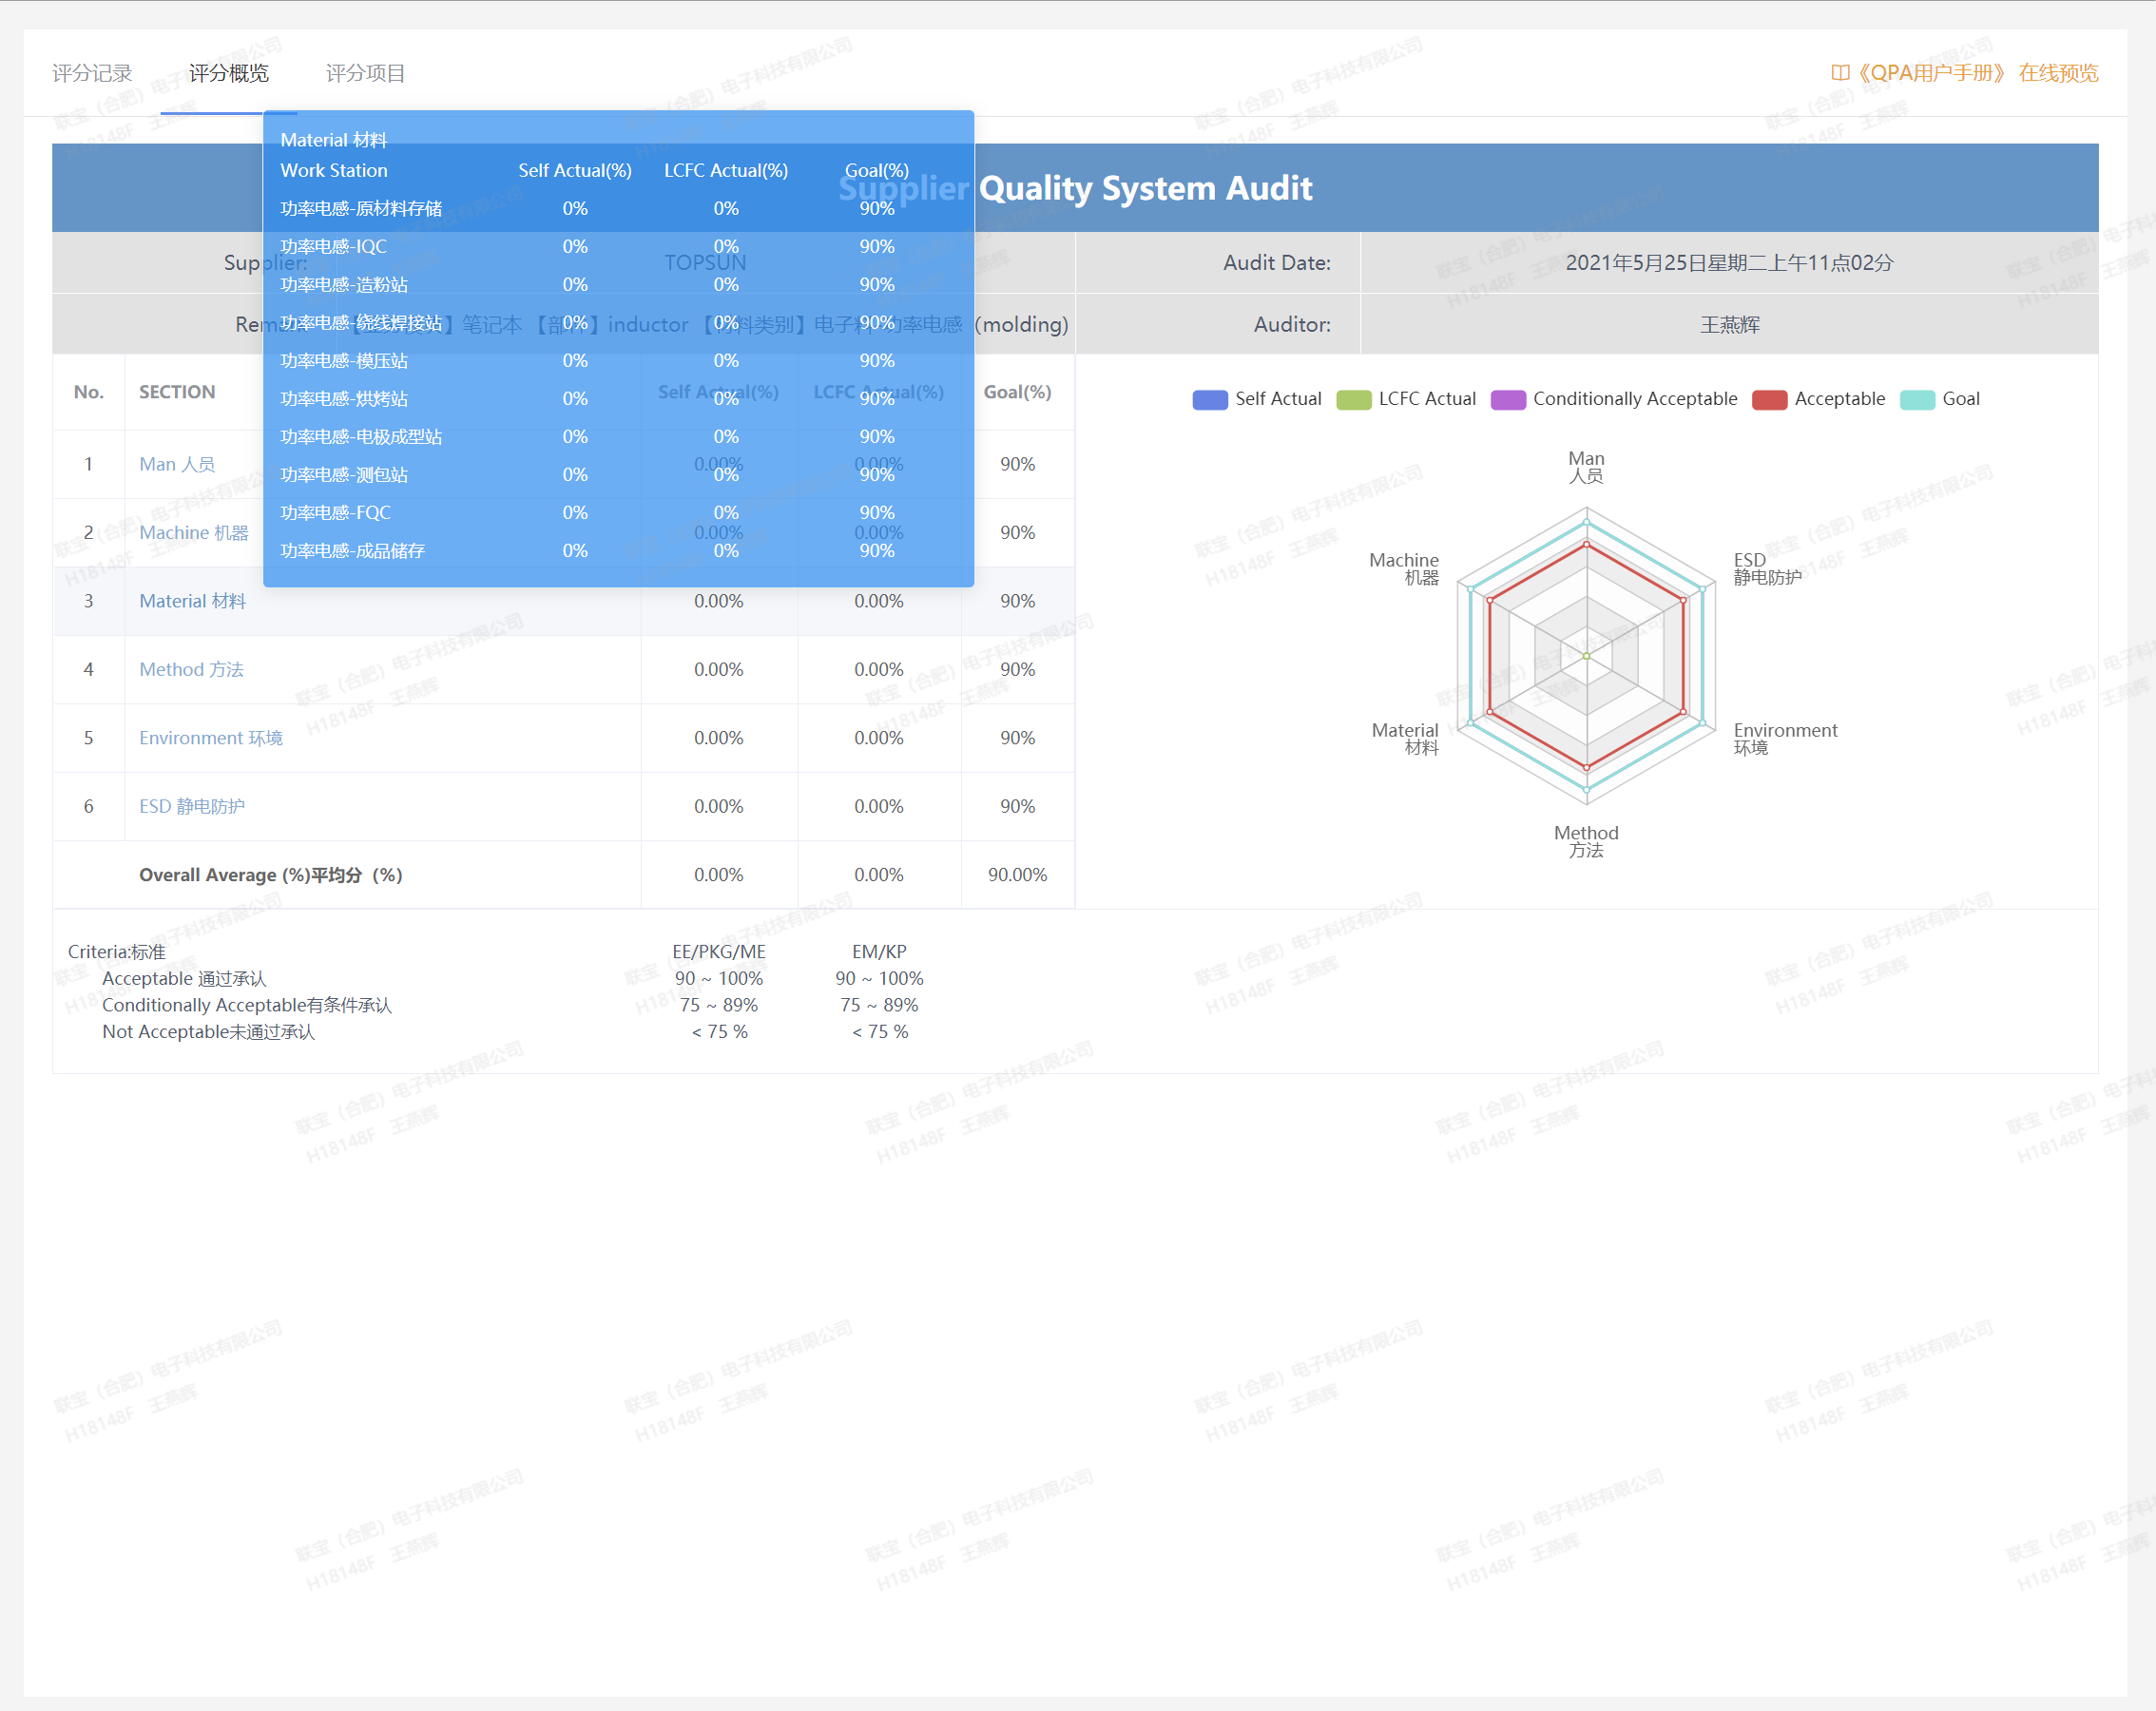 评分记录 评分概览 评分项目 《QPA用户手册》 在线预览
Supplier Quality System Audit
Material 材料
Work Station Self Actual(%) LCFC Actual(%) Goal(%)
功率电感-原材料存储 0% 0% 90%
功率电感-IQC 0% 0% 90%
功率电感-造粉站 0% 0% 90%
功率电感-绕线焊接站 0% 0% 90%
功率电感-模压站 0% 0% 90%
功率电感-烘烤站 0% 0% 90%
功率电感-电极成型站 0% 0% 90%
功率电感-测包站 0% 0% 90%
功率电感-FQC 0% 0% 90%
功率电感-成品储存 0% 0% 90%
Supplier: TOPSUN Audit Date: 2021年5月25日星期二上午11点02分
笔记本 inductor 电子料 功率电感 (molding) Auditor: 王燕辉
No. SECTION Self Actual(%) LCFC Actual(%) Goal(%)
1 Man 人员 0.00% 0.00% 90%
2 Machine 机器 0.00% 0.00% 90%
3 Material 材料 0.00% 0.00% 90%
4 Method 方法 0.00% 0.00% 90%
5 Environment 环境 0.00% 0.00% 90%
6 ESD 静电防护 0.00% 0.00% 90%
Overall Average (%)平均分（%） 0.00% 0.00% 90.00%
Self Actual LCFC Actual Conditionally Acceptable Acceptable Goal
Man
人员
Machine
机器
ESD
静电防护
Material
材料
Environment
环境
Method
方法
Criteria:标准 EE/PKG/ME EM/KP
Acceptable 通过承认 90 ~ 100% 90 ~ 100%
Conditionally Acceptable有条件承认 75 ~ 89% 75 ~ 89%
Not Acceptable未通过承认 < 75 % < 75 %
联宝（合肥）电子科技有限公司
H18148F 王燕辉